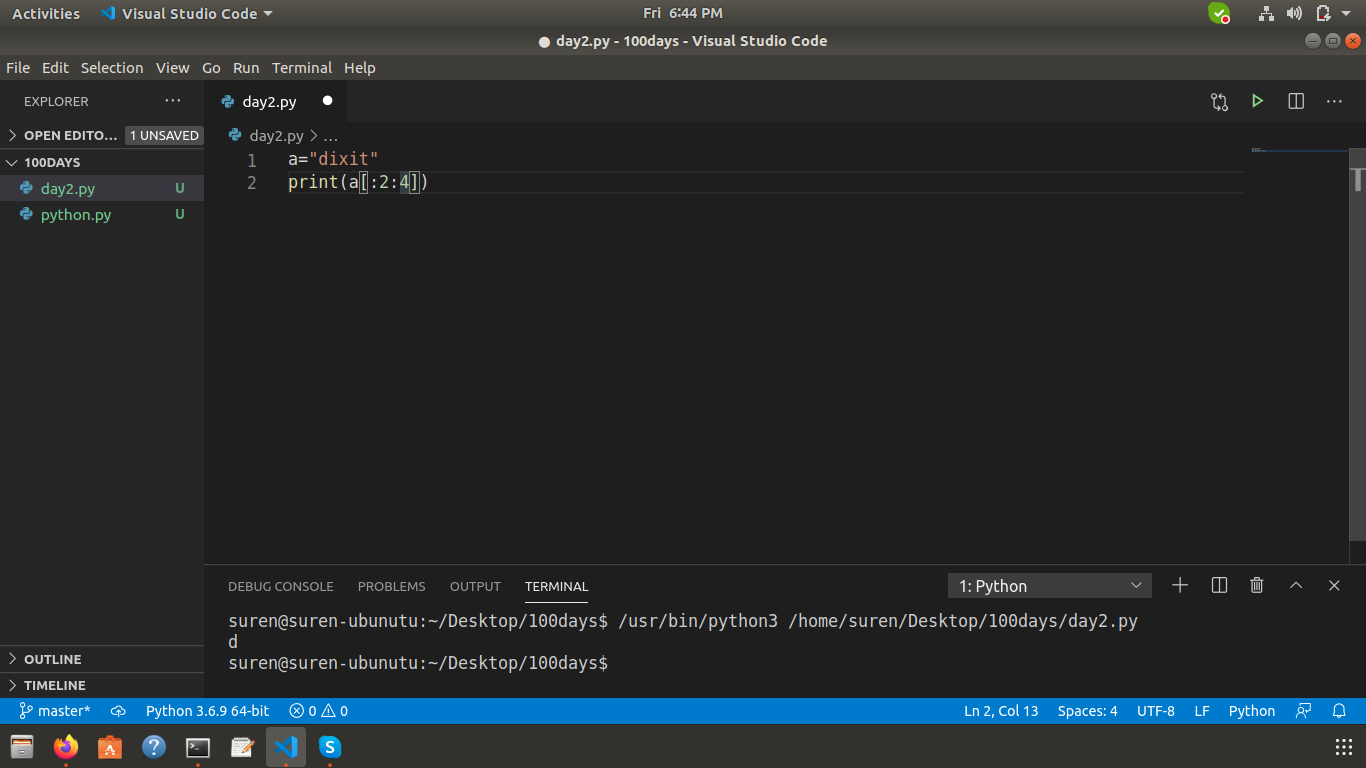 Activities Visual Studio Code Fri 6:44 PM
● day2.py - 100days - Visual Studio Code
File Edit Selection View Go Run Terminal Help
EXPLORER
day2.py
OPEN EDITO... 1 UNSAVED
day2.py > ...
100DAYS
day2.py U
python.py U
1 a="dixit"
2 print(a[:2:4])
DEBUG CONSOLE PROBLEMS OUTPUT TERMINAL 1: Python
suren@suren-ubunutu:~/Desktop/100days$ /usr/bin/python3 /home/suren/Desktop/100days/day2.py
d
suren@suren-ubunutu:~/Desktop/100days$
OUTLINE
TIMELINE
master* Python 3.6.9 64-bit 0 0 Ln 2, Col 13 Spaces: 4 UTF-8 LF Python